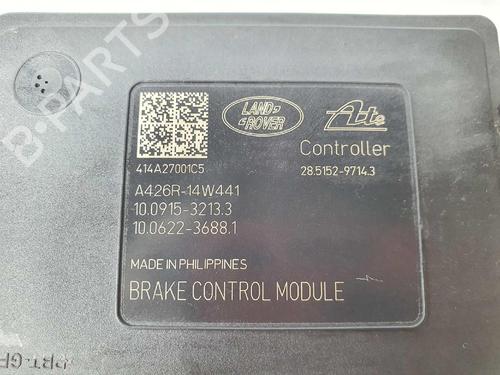 B-PARTS
LAND ROVER
Ate
Controller
414A27001C5
28.5152-9714.3
A426R-14W441
10.0915-3213.3
10.0622-3688.1
MADE IN PHILIPPINES
BRAKE CONTROL MODULE